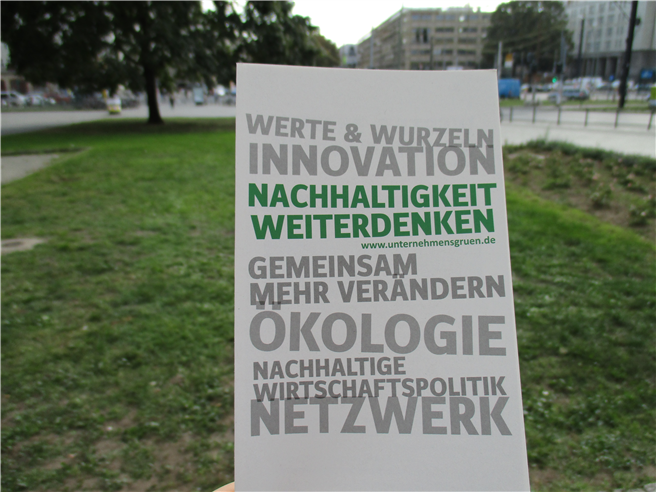 WERTE & WURZELN
INNOVATION
NACHHALTIGKEIT
WEITERDENKEN
www.unternehmensgruen.de
GEMEINSAM
MEHR VERÄNDERN
ÖKOLOGIE
NACHHALTIGE
WIRTSCHAFTSPOLITIK
NETZWERK